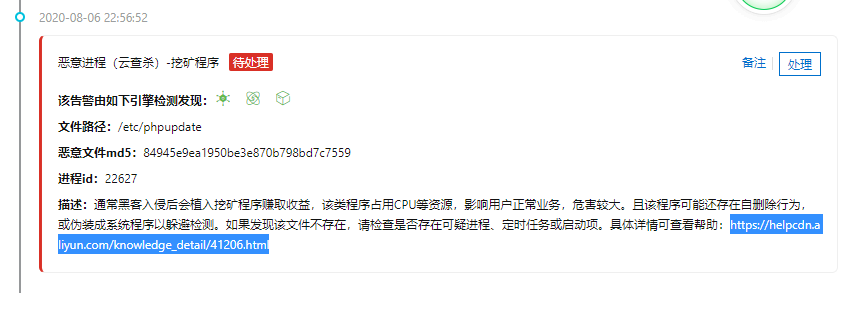 2020-08-06 22:56:52
恶意进程（云查杀）-挖矿程序 待处理 备注 处理
该告警由如下引擎检测发现：
文件路径：/etc/phpupdate
恶意文件md5：84945e9ea1950be3e870b798bd7c7559
进程id：22627
描述：通常黑客入侵后会植入挖矿程序赚取收益，该类程序占用CPU等资源，影响用户正常业务，危害较大。且该程序可能还存在自删除行为，
或伪装成系统程序以躲避检测。如果发现该文件不存在，请检查是否存在可疑进程、定时任务或启动项。具体详情可查看帮助：https://helpcdn.a
liyun.com/knowledge_detail/41206.html